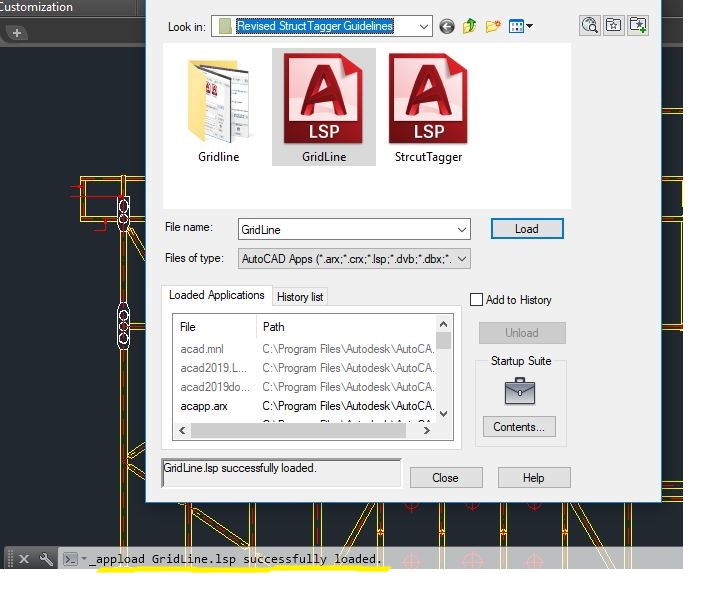 Customization
Look in: Revised StructTagger Guidelines
LSP
LSP
Gridline
GridLine
StrcutTagger
File name: GridLine Load
Files of type: AutoCAD Apps (*.arx;*.crx;*.lsp;*.dvb;*.dbx;*.
Loaded Applications History list
Add to History
File Path
Unload
acad.mnl C:\Program Files\Autodesk\AutoCA.
acad2019.L... C:\Program Files\Autodesk\AutoCA.
acad2019do... C:\Program Files\Autodesk\AutoCA.
acapp.arx C:\Program Files\Autodesk\AutoCA.
Startup Suite
Contents...
GridLine.lsp successfully loaded.
Close Help
_appload GridLine.lsp successfully loaded.